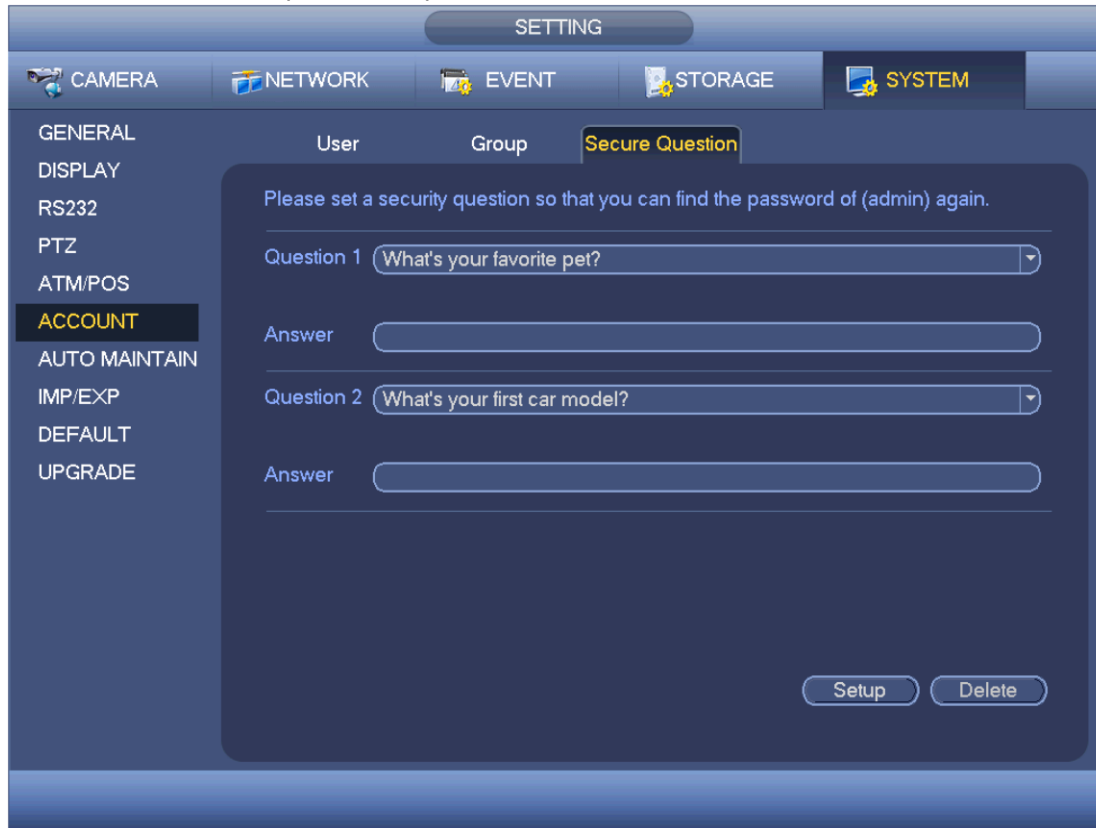 SETTING
CAMERA NETWORK EVENT STORAGE SYSTEM
GENERAL
DISPLAY
RS232
PTZ
ATM/POS
ACCOUNT
AUTO MAINTAIN
IMP/EXP
DEFAULT
UPGRADE
User Group Secure Question
Please set a security question so that you can find the password of (admin) again.
Question 1 What's your favorite pet?
Answer
Question 2 What's your first car model?
Answer
Setup Delete